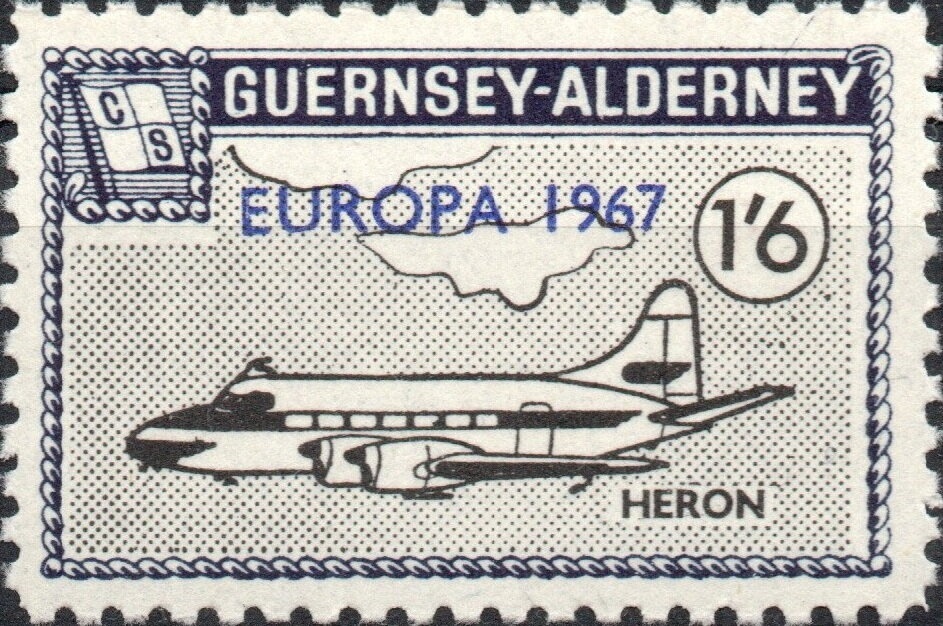 C
S
GUERNSEY-ALDERNEY
EUROPA 1967
1'6
HERON